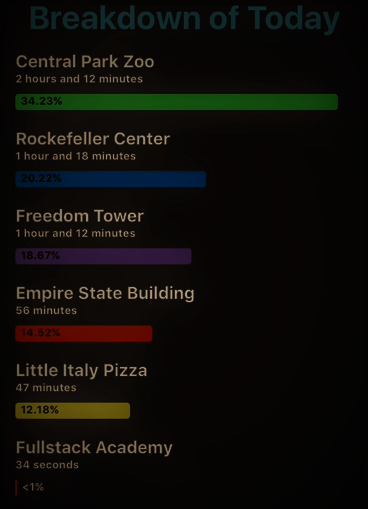 Breakdown of Today
Central Park Zoo
2 hours and 12 minutes
34.23%
Rockefeller Center
1 hour and 18 minutes
20.22%
Freedom Tower
1 hour and 12 minutes
18.67%
Empire State Building
56 minutes
14.52%
Little Italy Pizza
47 minutes
12.18%
Fullstack Academy
34 seconds
<1%